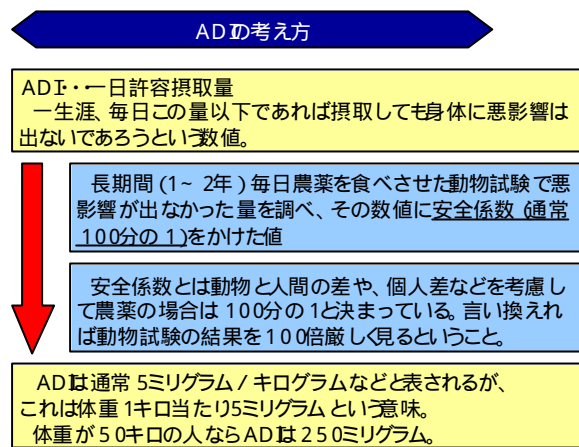 ADIの考え方
ADI・・・一日許容摂取量
一生涯、毎日この量以下であれば摂取しても身体に悪影響は
出ないであろうという数値。
長期間(1~2年)毎日農薬を食べさせた動物試験で悪
影響が出なかった量を調べ、その数値に安全係数(通常
100分の1)をかけた値
安全係数とは動物と人間の差や、個人差などを考慮し
て農薬の場合は100分の1と決まっている。言い換えれ
ば動物試験の結果を100倍厳しく見るということ。
ADIは通常5ミリグラム/キログラムなどと表されるが、
これは体重1キロ当たり5ミリグラムという意味。
体重が50キロの人ならADIは250ミリグラム。